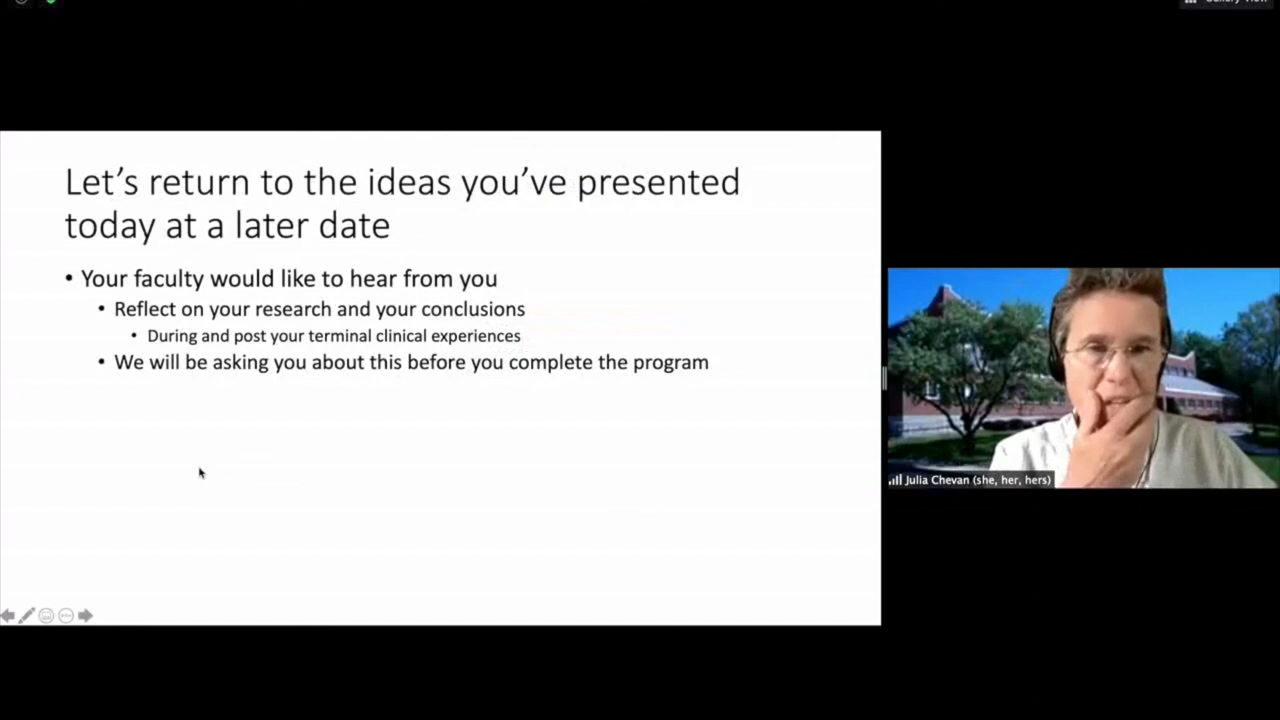 Let's return to the ideas you've presented
today at a later date
• Your faculty would like to hear from you
• Reflect on your research and your conclusions
• During and post your terminal clinical experiences
• We will be asking you about this before you complete the program
Julia Chevan (she, her, hers)